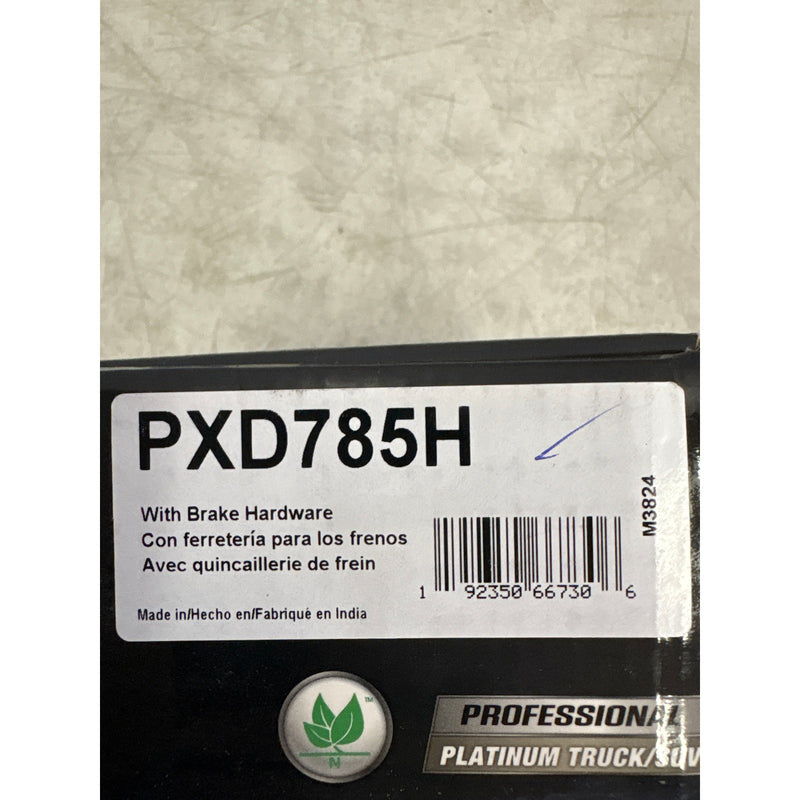 PXD785H
With Brake Hardware
Con ferretería para los frenos
Avec quincaillerie de frein
Made in/Hecho en/Fabriqué en India
M3824
1 92350 66730 6
TM
N
PROFESSIONAL
PLATINUM TRUCK/SUV